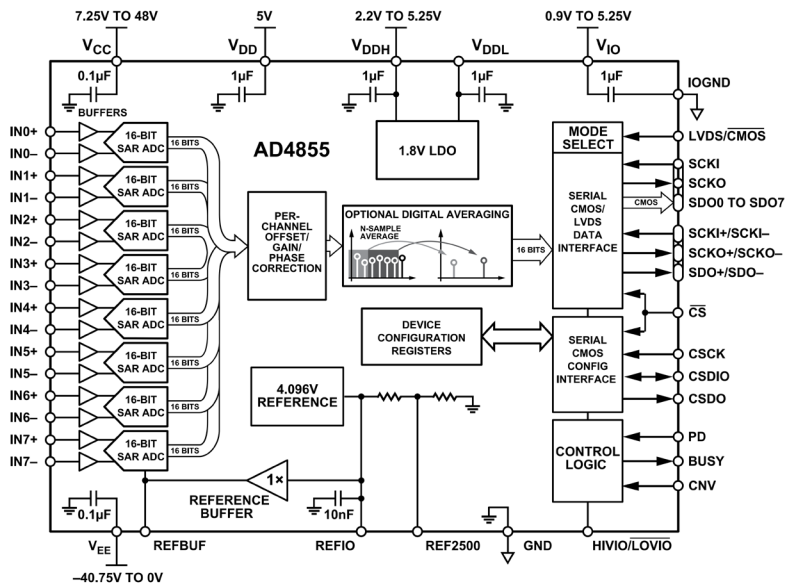 7.25V TO 48V
5V
2.2V TO 5.25V
0.9V TO 5.25V
VCC
VDD
VDDH
VDDL
VIO
0.1µF
1µF
1µF
1µF
1µF
IOGND
BUFFERS
AD4855
1.8V LDO
IN0+
IN0–
16-BIT
SAR ADC
16 BITS
IN1+
IN1–
16-BIT
SAR ADC
16 BITS
IN2+
IN2–
16-BIT
SAR ADC
16 BITS
IN3+
IN3–
16-BIT
SAR ADC
16 BITS
IN4+
IN4–
16-BIT
SAR ADC
16 BITS
IN5+
IN5–
16-BIT
SAR ADC
16 BITS
IN6+
IN6–
16-BIT
SAR ADC
16 BITS
IN7+
IN7–
16-BIT
SAR ADC
16 BITS
PER-
CHANNEL
OFFSET/
GAIN/
PHASE
CORRECTION
OPTIONAL DIGITAL AVERAGING
N-SAMPLE
AVERAGE
16 BITS
MODE
SELECT
SERIAL
CMOS/
LVDS
DATA
INTERFACE
CMOS
LVDS/CMOS
SCKI
SCKO
SDO0 TO SDO7
SCKI+/SCKI–
SCKO+/SCKO–
SDO+/SDO–
CS
DEVICE
CONFIGURATION
REGISTERS
SERIAL
CMOS
CONFIG
INTERFACE
CSCK
CSDIO
CSDO
4.096V
REFERENCE
CONTROL
LOGIC
PD
BUSY
CNV
1×
REFERENCE
BUFFER
0.1µF
10nF
VEE
REFBUF
REFIO
REF2500
GND
HIVIO/LOVIO
–40.75V TO 0V